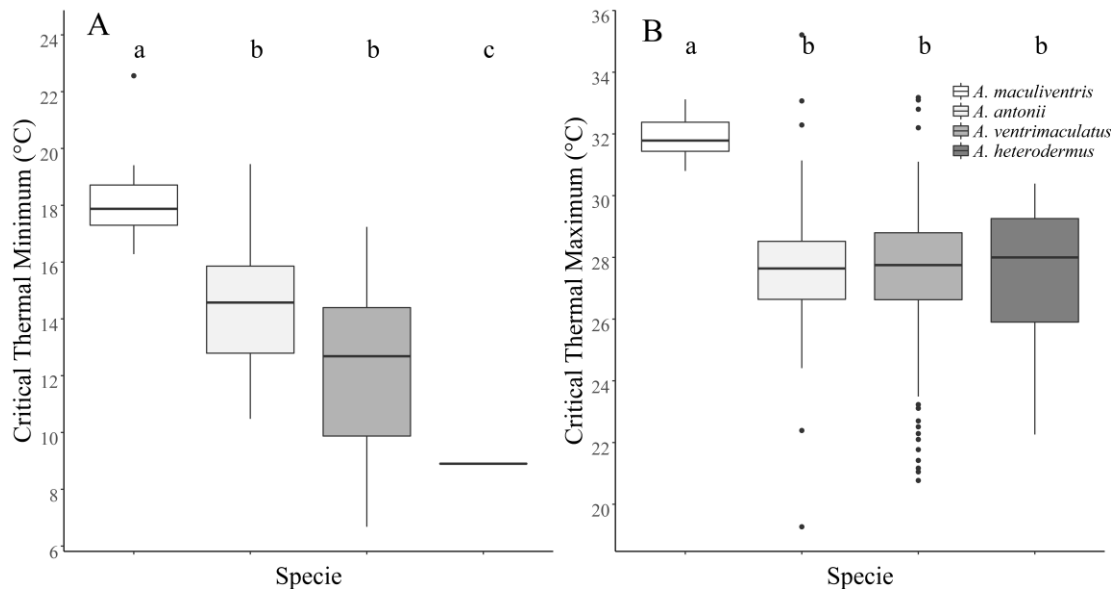 A
a b b c
Critical Thermal Minimum (°C)
24
22
20
18
16
14
12
10
8
6
Specie
B
a b b b
Critical Thermal Maximum (°C)
36
34
32
30
28
26
24
22
20
A. maculiventris
A. antonii
A. ventrimaculatus
A. heterodermus
Specie